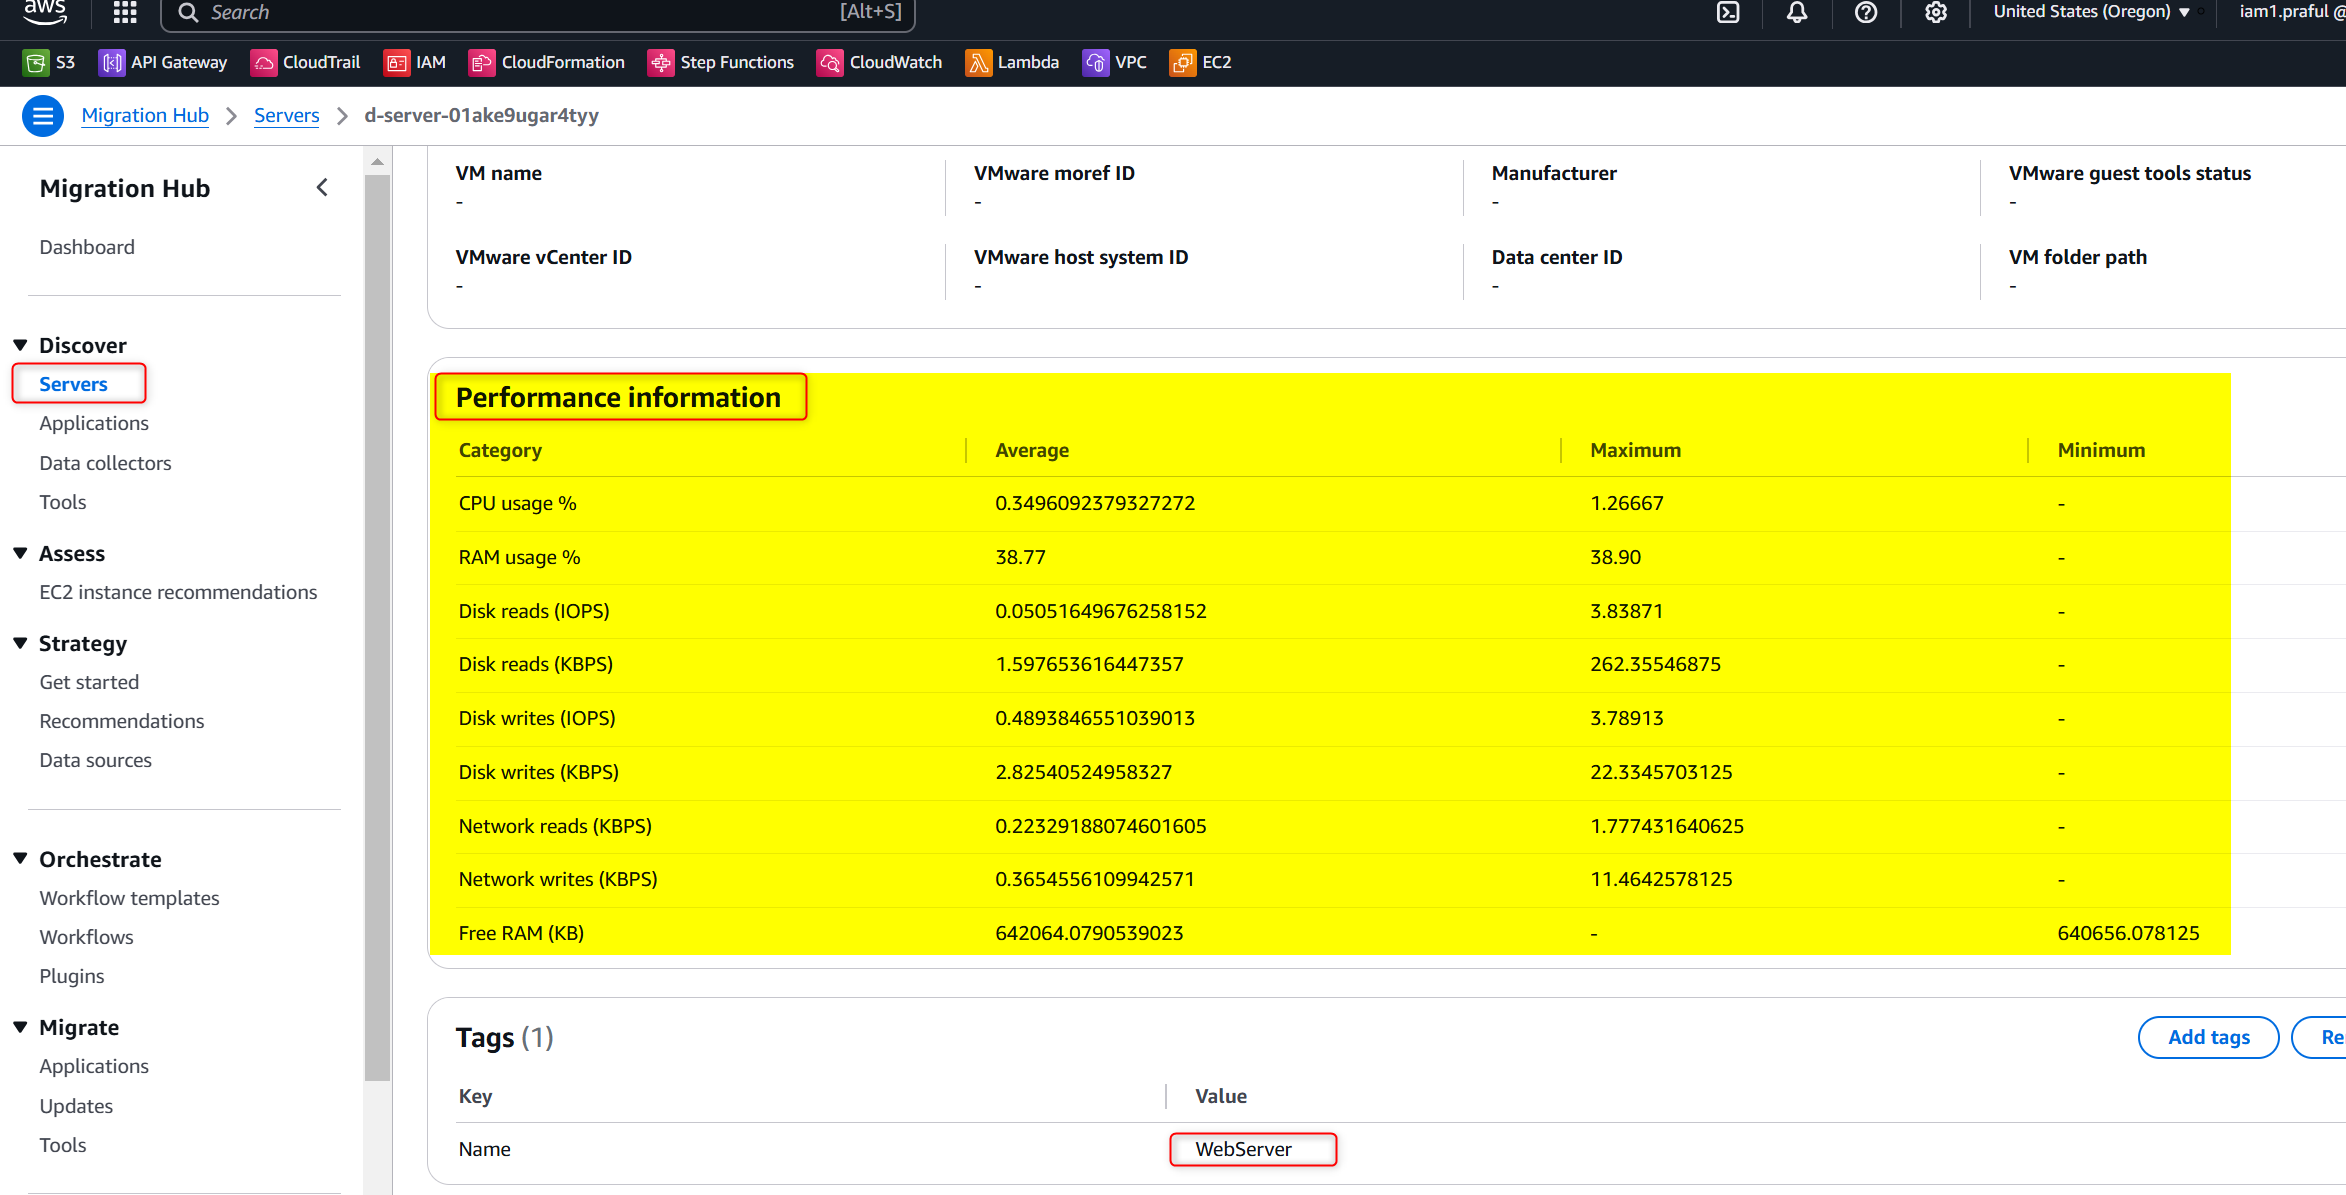 aws Search [Alt+S] United States (Oregon) iam1.praful @
S3 API Gateway CloudTrail IAM CloudFormation Step Functions CloudWatch Lambda VPC EC2
Migration Hub Servers d-server-01ake9ugar4tyy
Migration Hub
Dashboard
Discover
Servers
Applications
Data collectors
Tools
Assess
EC2 instance recommendations
Strategy
Get started
Recommendations
Data sources
Orchestrate
Workflow templates
Workflows
Plugins
Migrate
Applications
Updates
Tools
VM name VMware moref ID Manufacturer VMware guest tools status
- - - -
VMware vCenter ID VMware host system ID Data center ID VM folder path
- - - -
Performance information
Category Average Maximum Minimum
CPU usage % 0.3496092379327272 1.26667 -
RAM usage % 38.77 38.90 -
Disk reads (IOPS) 0.05051649676258152 3.83871 -
Disk reads (KBPS) 1.597653616447357 262.35546875 -
Disk writes (IOPS) 0.4893846551039013 3.78913 -
Disk writes (KBPS) 2.82540524958327 22.3345703125 -
Network reads (KBPS) 0.22329188074601605 1.777431640625 -
Network writes (KBPS) 0.3654556109942571 11.4642578125 -
Free RAM (KB) 642064.0790539023 - 640656.078125
Tags (1) Add tags Re
Key Value
Name WebServer